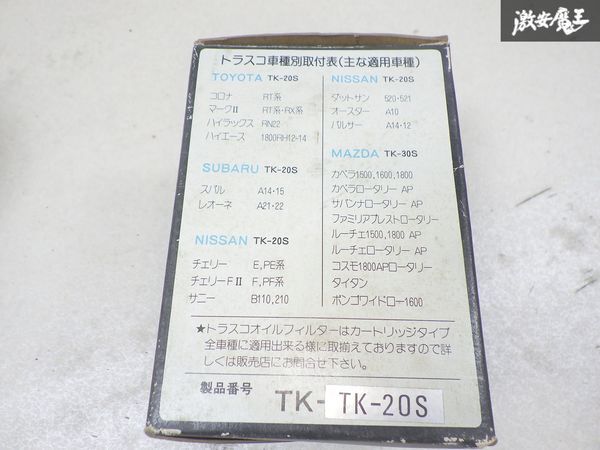 激安魔王
トラスコ車種別取付表(主な適用車種)
TOYOTA TK-20S
コロナ RT系
マークⅡ RT系・RX系
ハイラックス RN22
ハイエース 1800RH12-14
SUBARU TK-20S
スバル A14・15
レオーネ A21・22
NISSAN TK-20S
チェリー E,PE系
チェリーFⅡ F,PF系
サニー B110,210
NISSAN TK-20S
ダットサン 520・521
オースター A10
パルサー A14・12
MAZDA TK-30S
カペラ1500,1600,1800
カペラロータリー AP
サバンナロータリー AP
ファミリアプレストロータリー
ルーチェ1500,1800 AP
ルーチェロータリー AP
コスモ1800APロータリー
タイタン
ボンゴワイドロー1600
★トラスコオイルフィルターはカートリッジタイプ
全車種に適用出来る様に取揃えておりますので詳
しくは販売店にお問合せ下さい。
製品番号 TK- TK-20S